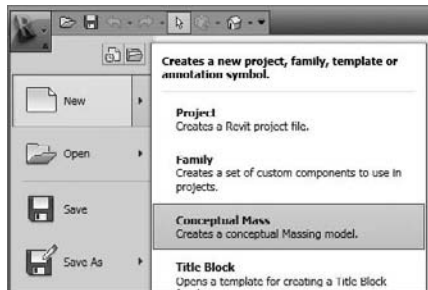 Creates a new project, family, template or
annotation symbol.
New
Project
Creates a Revit project file.
Open
Family
Creates a set of custom components to use in
projects.
Save
Conceptual Mass
Creates a conceptual Massing model.
Save As
Title Block
Opens a template for creating a Title Block